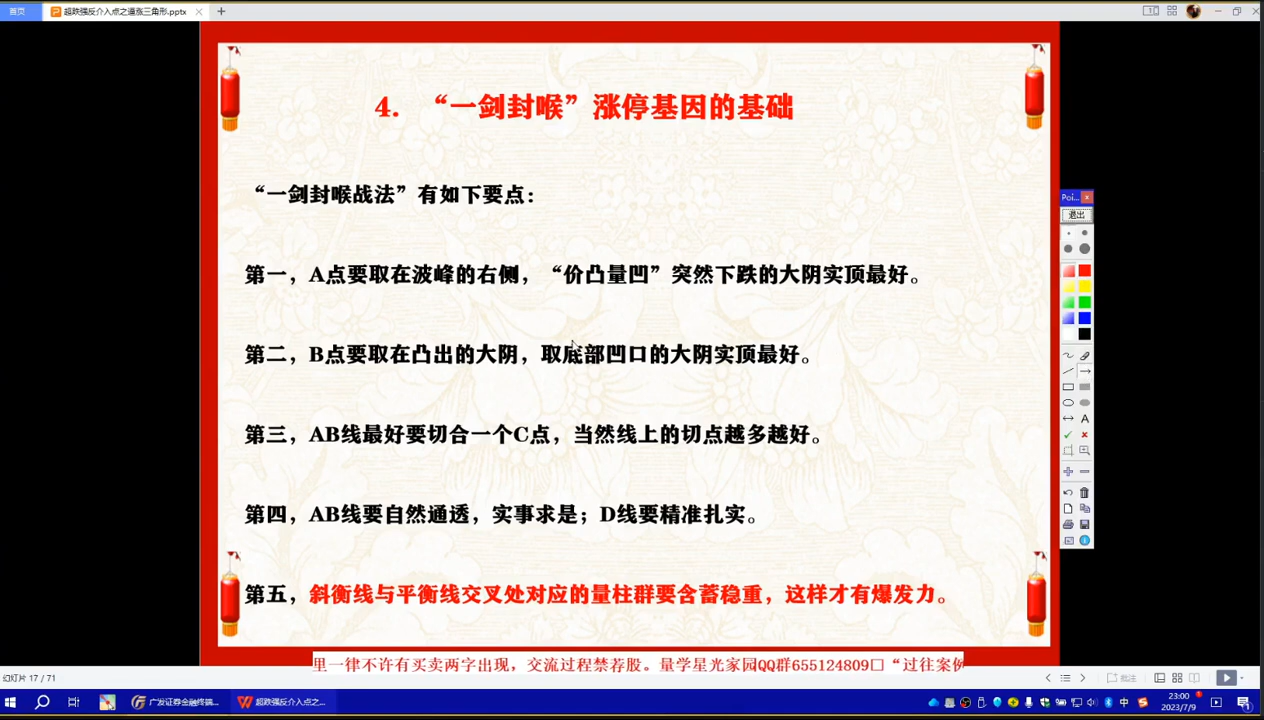 首页
超跌强反介入点之逼涨三角形.pptx
4. “一剑封喉”涨停基因的基础
“一剑封喉战法”有如下要点：
第一，A点要取在波峰的右侧，“价凸量凹”突然下跌的大阴实顶最好。
第二，B点要取在凸出的大阴，取底部凹口的大阴实顶最好。
第三，AB线最好要切合一个C点，当然线上的切点越多越好。
第四，AB线要自然通透，实事求是；D线要精准扎实。
第五，斜衡线与平衡线交叉处对应的量柱群要含蓄稳重，这样才有爆发力。
里一律不许有买卖两字出现，交流过程禁荐股。量学星光家园QQ群655124809口“过往案例
Poi...
退出
A
幻灯片 17 / 71
批注
广发证券金融终端...
超跌强反介入点之...
中
23:00
2023/7/9